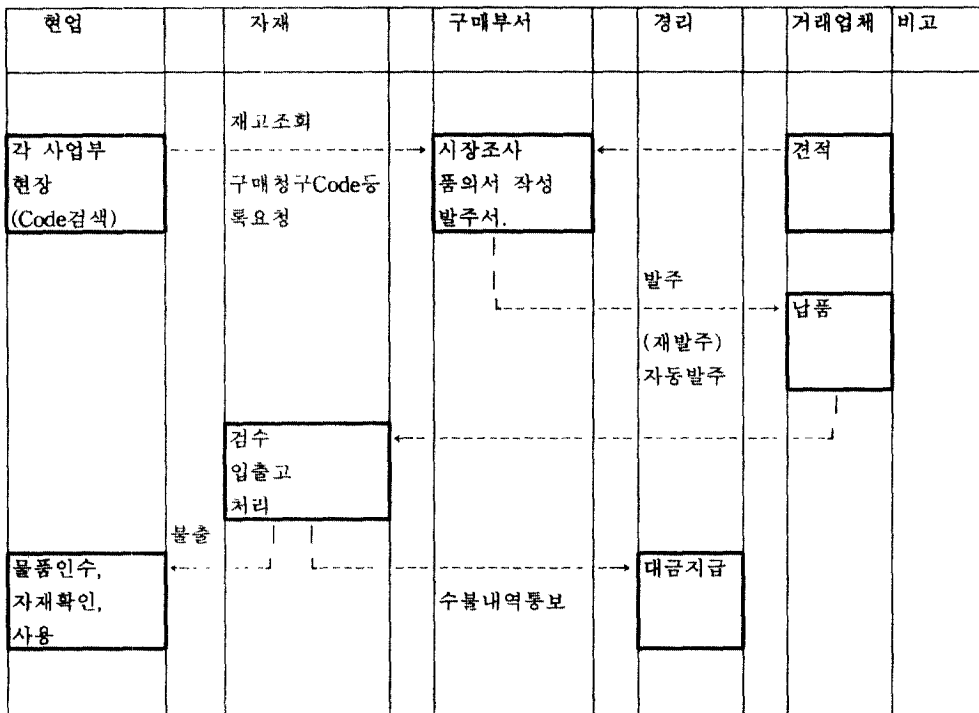 현업 자재 구매부서 경리 거래업체 비고
재고조회
각 사업부
현장
(Code검색)
구매청구Code등
록요청
시장조사
품의서 작성
발주서.
견적
발주
(재발주)
자동발주
납품
검수
입출고
처리
불출
물품인수,
자재확인,
사용
수불내역통보
대금지급